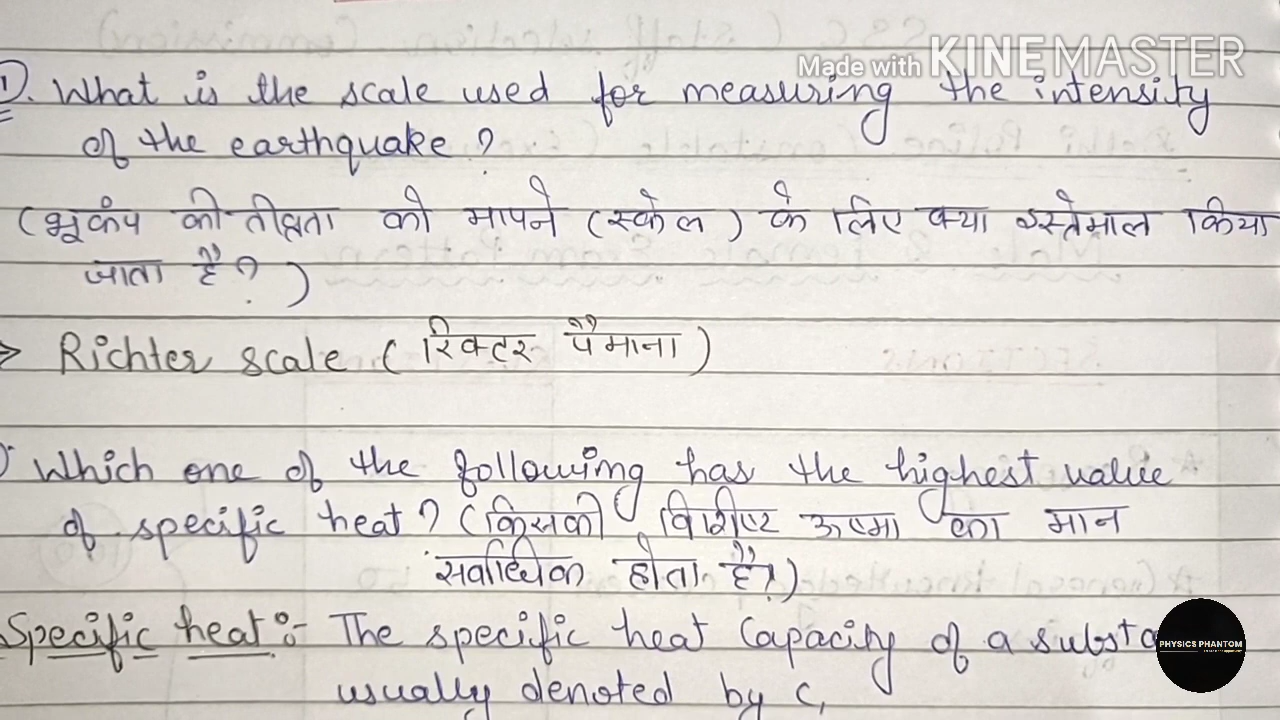 Made with KINEMASTER
1). What is the scale used for measuring the intensity
of the earthquake ?
(भूकंप की तीव्रता को मापने (स्केल) के लिए क्या इस्तेमाल किया
जाता है ? )
⇒ Richter scale ( रिक्टर पैमाना )
Which one of the following has the highest value
of specific heat ? (किसकी विशिष्ट ऊष्मा का मान
सर्वाधिक होता है?)
Specific heat :- The specific heat capacity of a
usually denoted by c,
PHYSICS PHANTOM